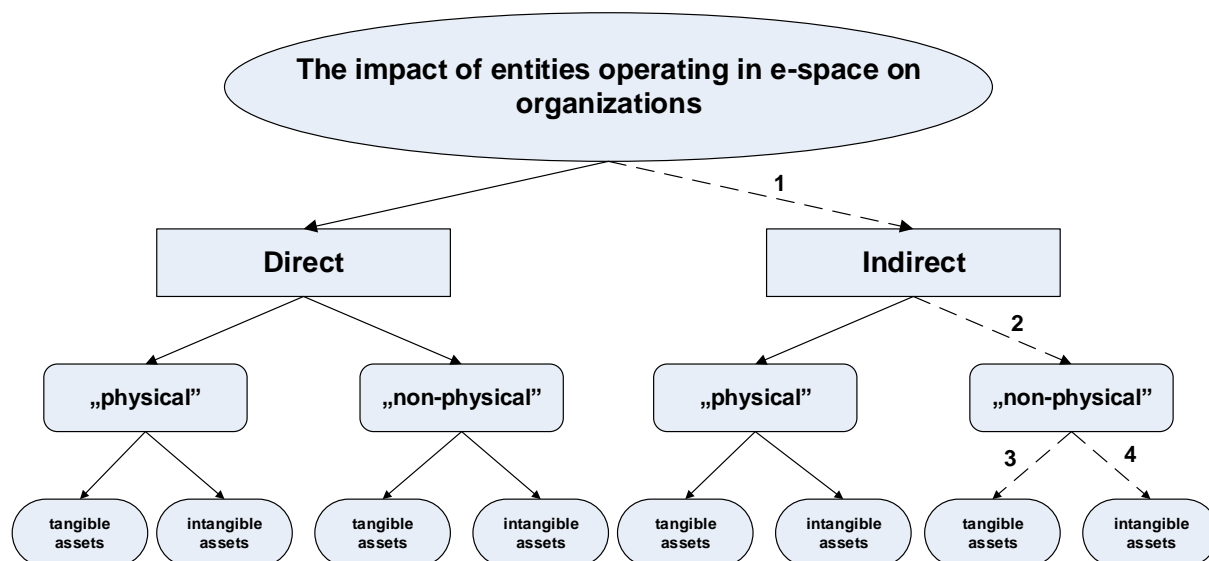 The impact of entities operating in e-space on
organizations
1
Direct
Indirect
2
„physical”
„non-physical”
„physical”
„non-physical”
3
4
tangible
assets
intangible
assets
tangible
assets
intangible
assets
tangible
assets
intangible
assets
tangible
assets
intangible
assets